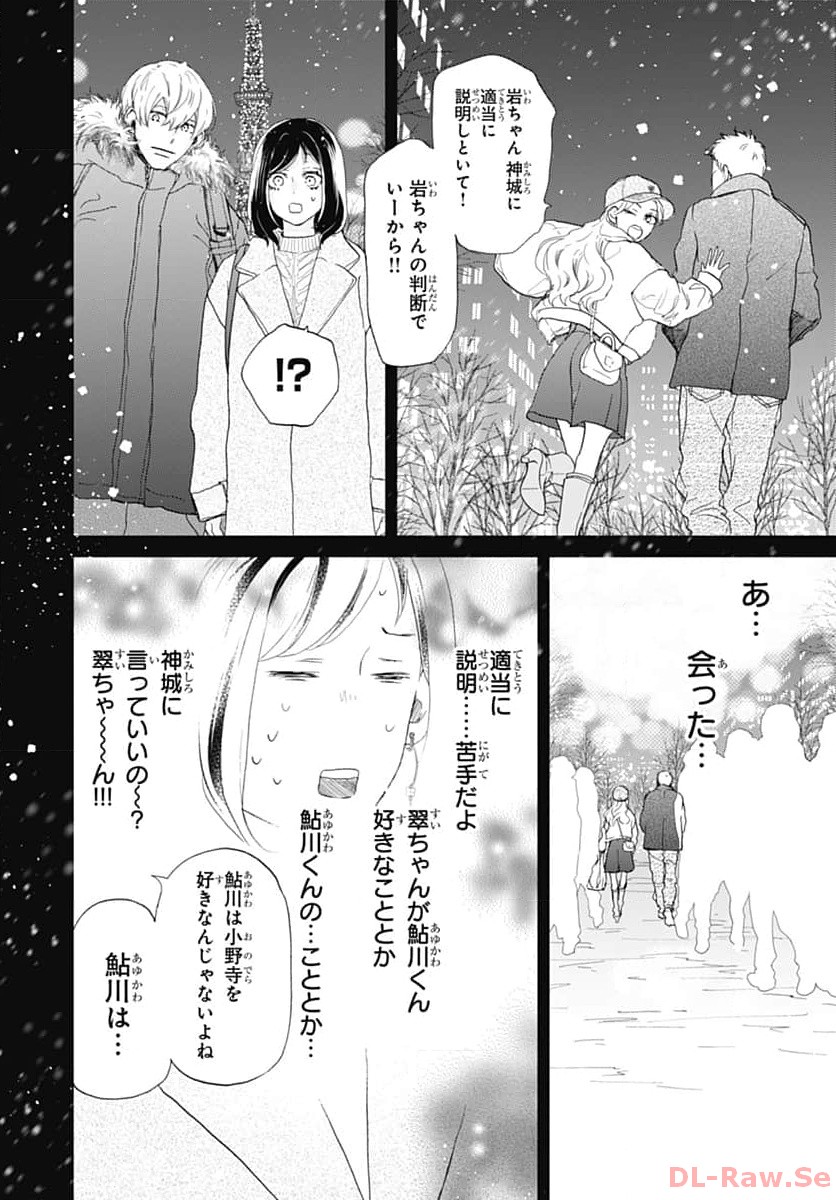 岩ちゃん 神城に
適当に
説明しといて！
岩ちゃんの判断で
いーから!!
!?
あ…
会った…
適当に
説明……苦手だよ
翠ちゃんが鮎川くん
好きなこととか
鮎川くんの…こととか…
神城に
言っていいの〜？
翠ちゃ〜〜〜ん!!!
鮎川は小野寺を
好きなんじゃないよね
鮎川は…
DL-Raw.Se